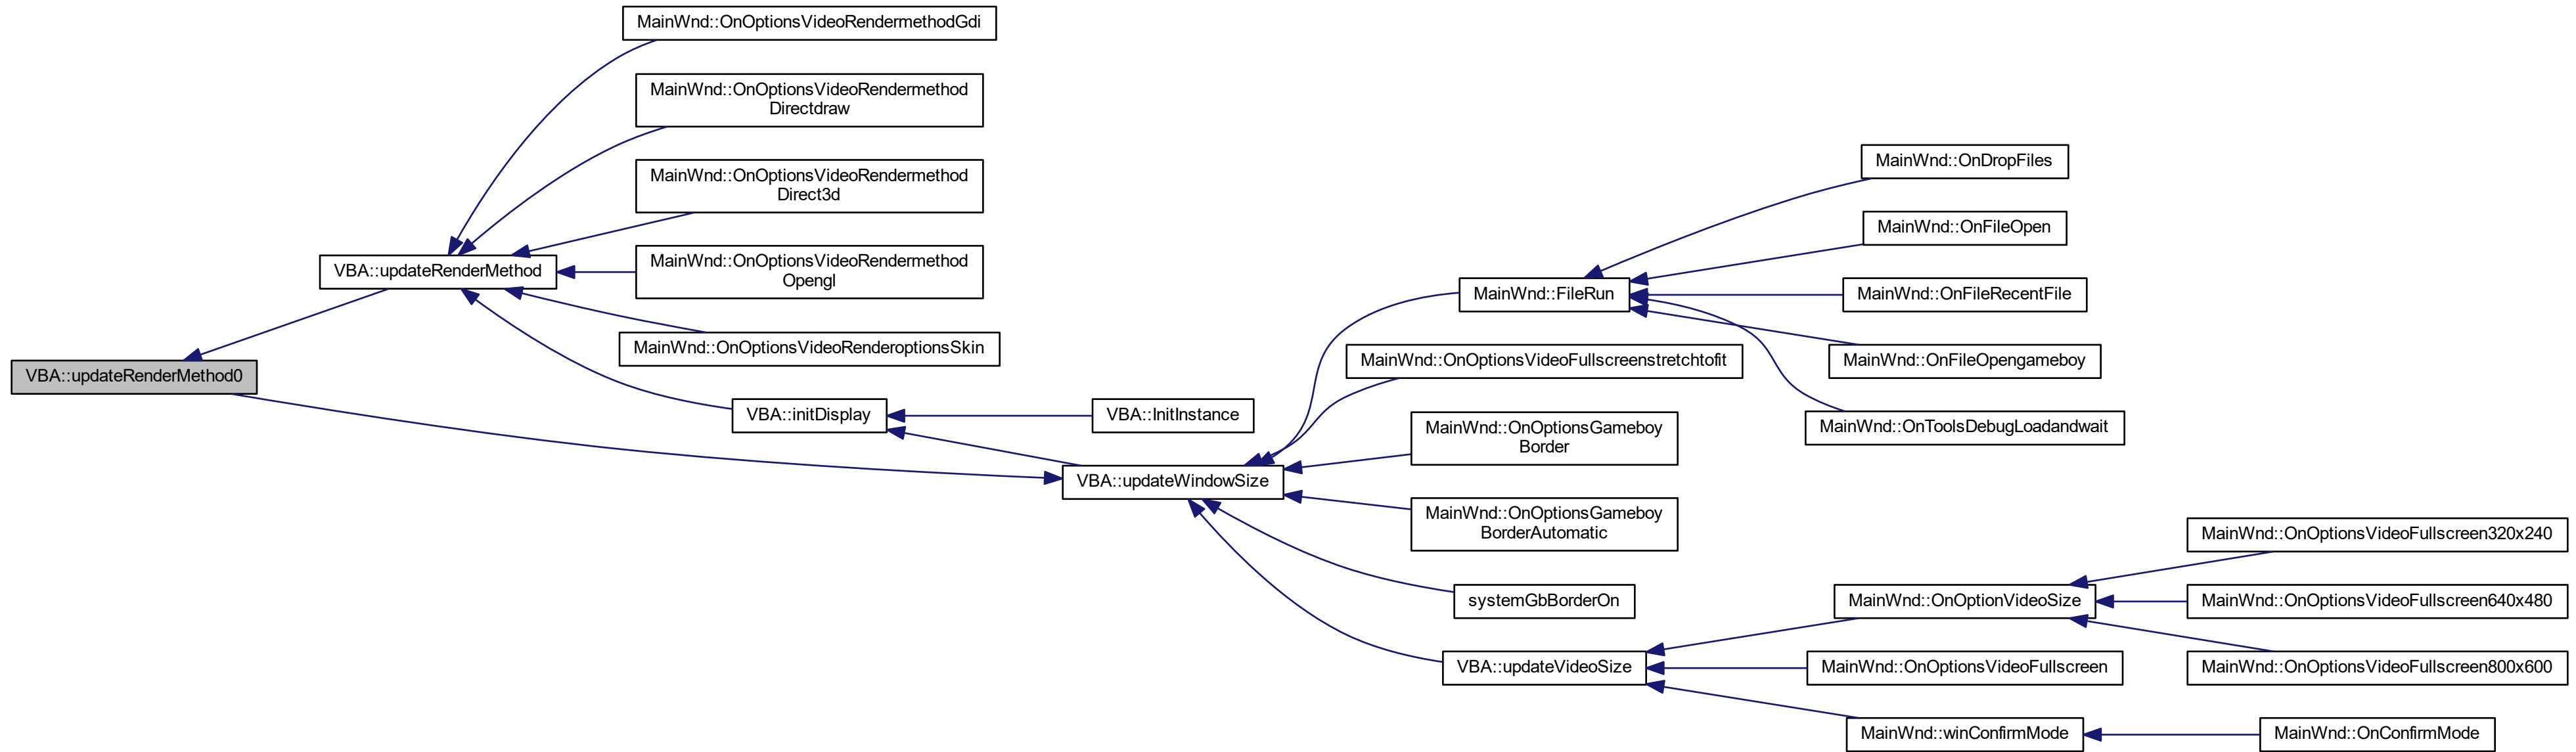 MainWnd::OnOptionsVideoRendermethodGdi
MainWnd::OnOptionsVideoRendermethod
Directdraw
MainWnd::OnOptionsVideoRendermethod
Direct3d
MainWnd::OnOptionsVideoRendermethod
Opengl
MainWnd::OnOptionsVideoRenderoptionsSkin
VBA::updateRenderMethod
VBA::updateRenderMethod0
VBA::initDisplay
VBA::InitInstance
VBA::updateWindowSize
MainWnd::FileRun
MainWnd::OnOptionsVideoFullscreenstretchtofit
MainWnd::OnOptionsGameboy
Border
MainWnd::OnOptionsGameboy
BorderAutomatic
systemGbBorderOn
VBA::updateVideoSize
MainWnd::OnDropFiles
MainWnd::OnFileOpen
MainWnd::OnFileRecentFile
MainWnd::OnFileOpengameboy
MainWnd::OnToolsDebugLoadandwait
MainWnd::OnOptionVideoSize
MainWnd::OnOptionsVideoFullscreen
MainWnd::winConfirmMode
MainWnd::OnOptionsVideoFullscreen320x240
MainWnd::OnOptionsVideoFullscreen640x480
MainWnd::OnOptionsVideoFullscreen800x600
MainWnd::OnConfirmMode